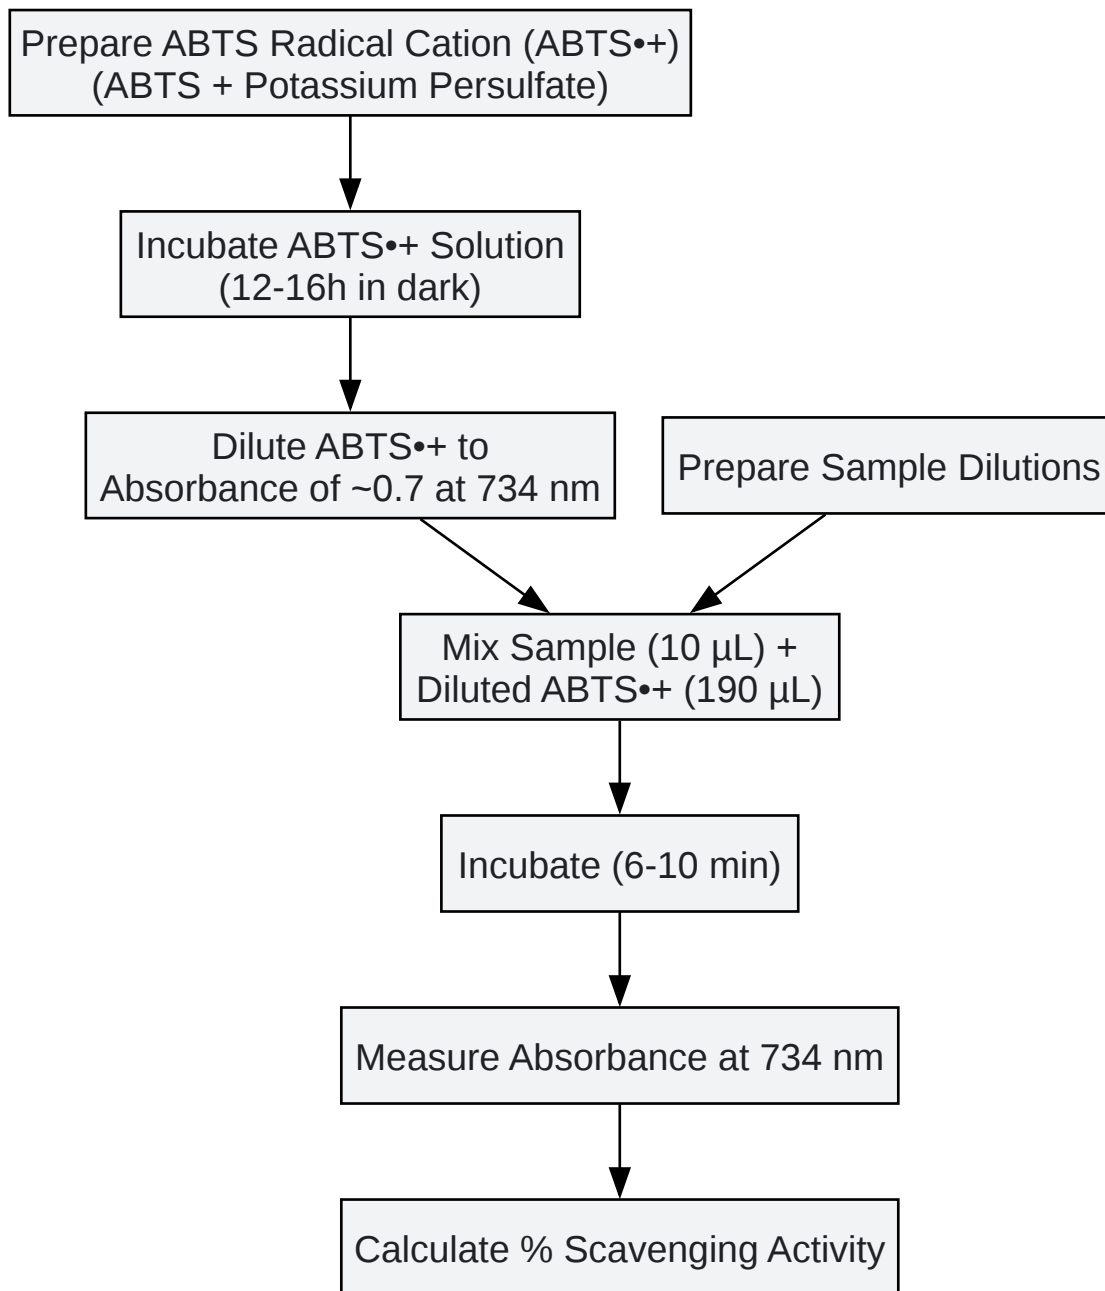 Prepare ABTS Radical Cation (ABTS•+)
(ABTS + Potassium Persulfate)
Incubate ABTS•+ Solution
(12-16h in dark)
Dilute ABTS•+ to
Absorbance of ~0.7 at 734 nm
Prepare Sample Dilutions
Mix Sample (10 µL) +
Diluted ABTS•+ (190 µL)
Incubate (6-10 min)
Measure Absorbance at 734 nm
Calculate % Scavenging Activity